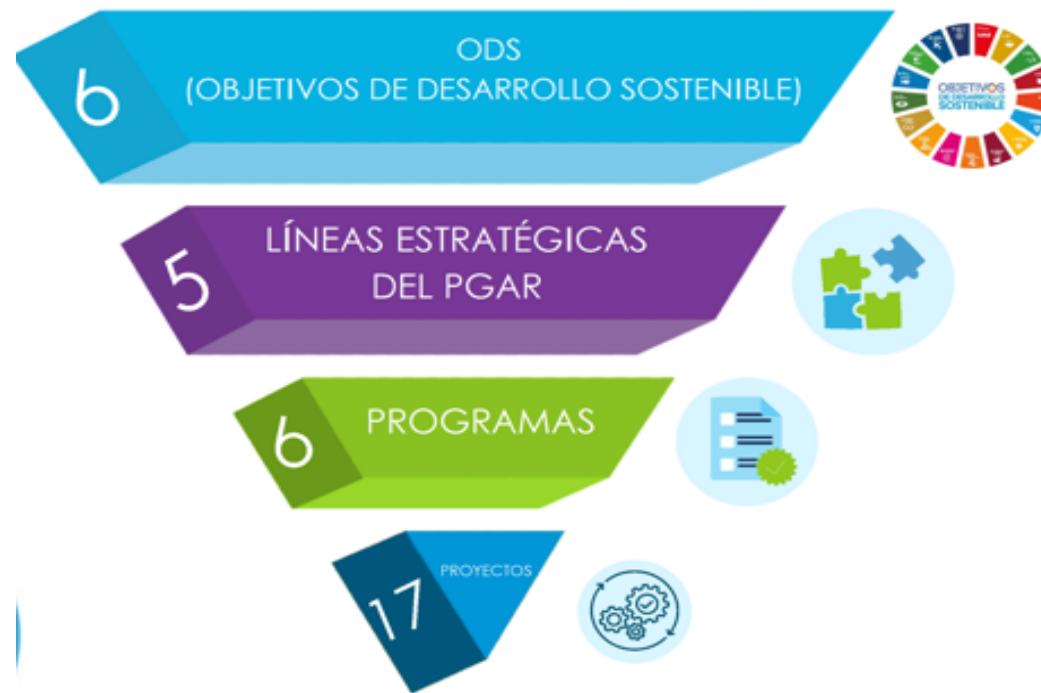 6
ODS
(OBJETIVOS DE DESARROLLO SOSTENIBLE)
OBJETIVOS
DE DESARROLLO
SOSTENIBLE
5
LÍNEAS ESTRATÉGICAS
DEL PGAR
6
PROGRAMAS
17
PROYECTOS